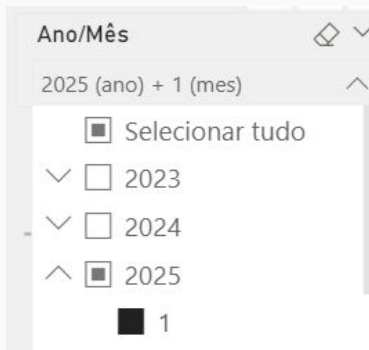 Ano/Mês
2025 (ano) + 1 (mes)
Selecionar tudo
2023
2024
2025
1